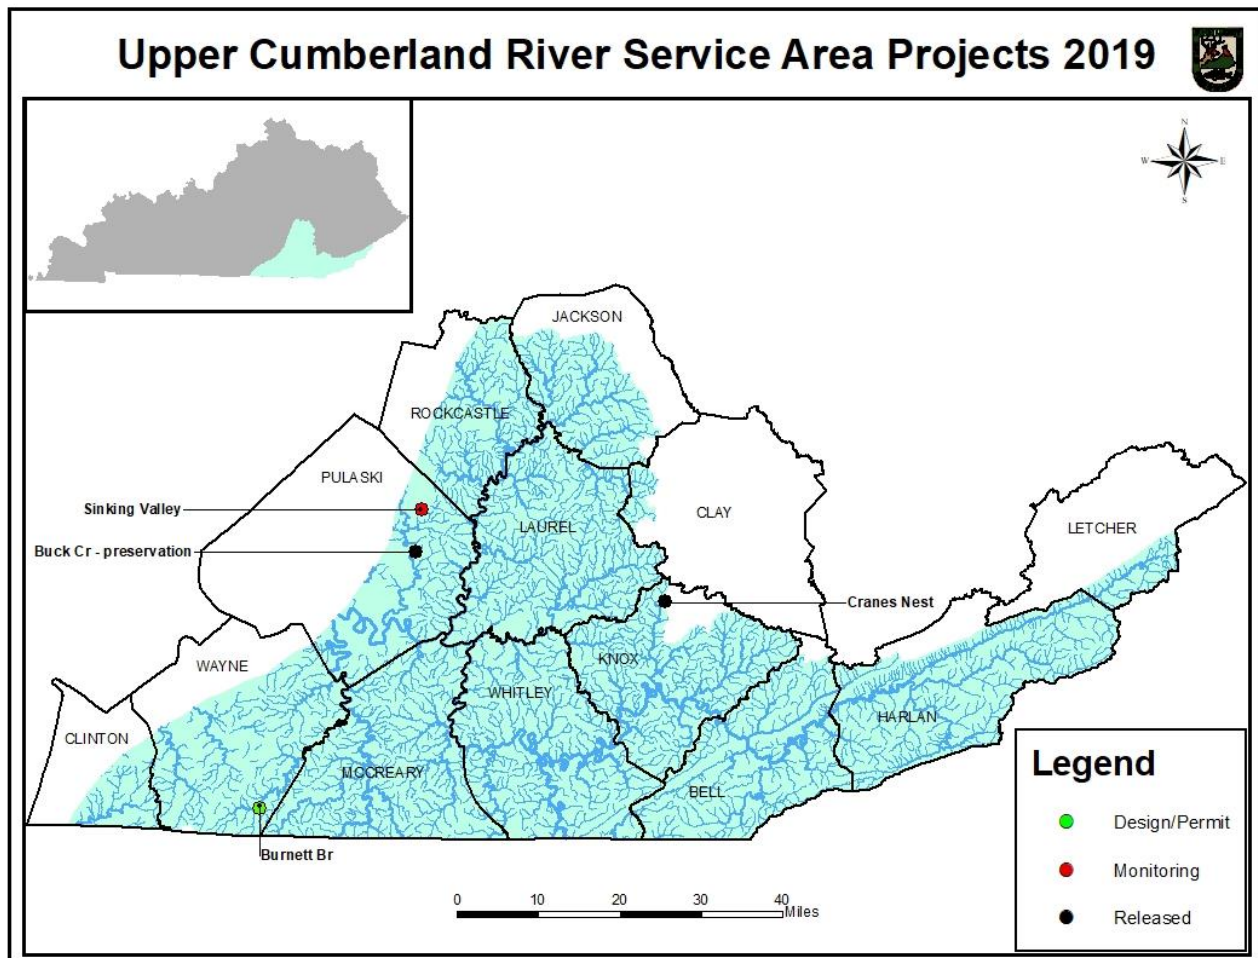 Upper Cumberland River Service Area Projects 2019
N
W E
S
JACKSON
ROCKCASTLE
PULASKI
Sinking Valley
CLAY
LAUREL
LETCHER
Buck Cr - preservation
Cranes Nest
WAYNE
KNOX
WHITLEY
CLINTON
HARLAN
MCCREARY
BELL
Burnett Br
Legend
Design/Permit
Monitoring
Released
0 10 20 30 40
Miles